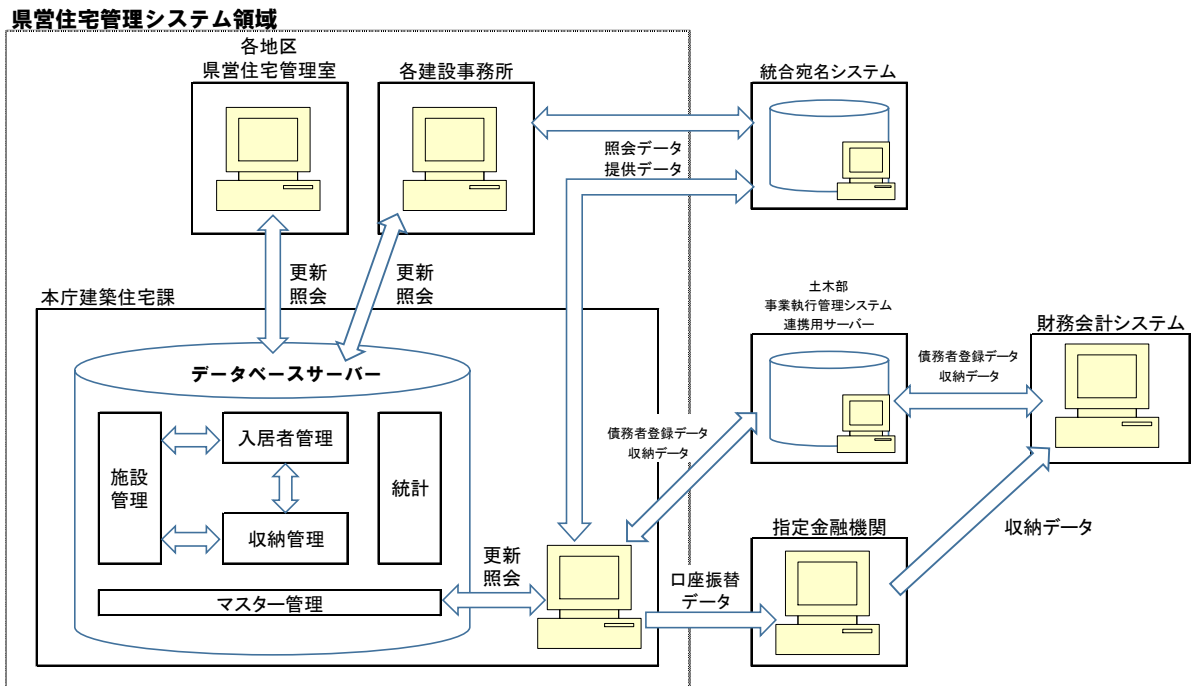 県営住宅管理システム領域
各地区
県営住宅管理室
各建設事務所
統合宛名システム
照会データ
提供データ
更新
照会
更新
照会
本庁建築住宅課
土木部
事業執行管理システム
連携用サーバー
財務会計システム
データベースサーバー
債務者登録データ
収納データ
入居者管理
債務者登録データ
収納データ
施設
管理
統計
収納管理
指定金融機関
収納データ
更新
照会
口座振替
データ
マスター管理